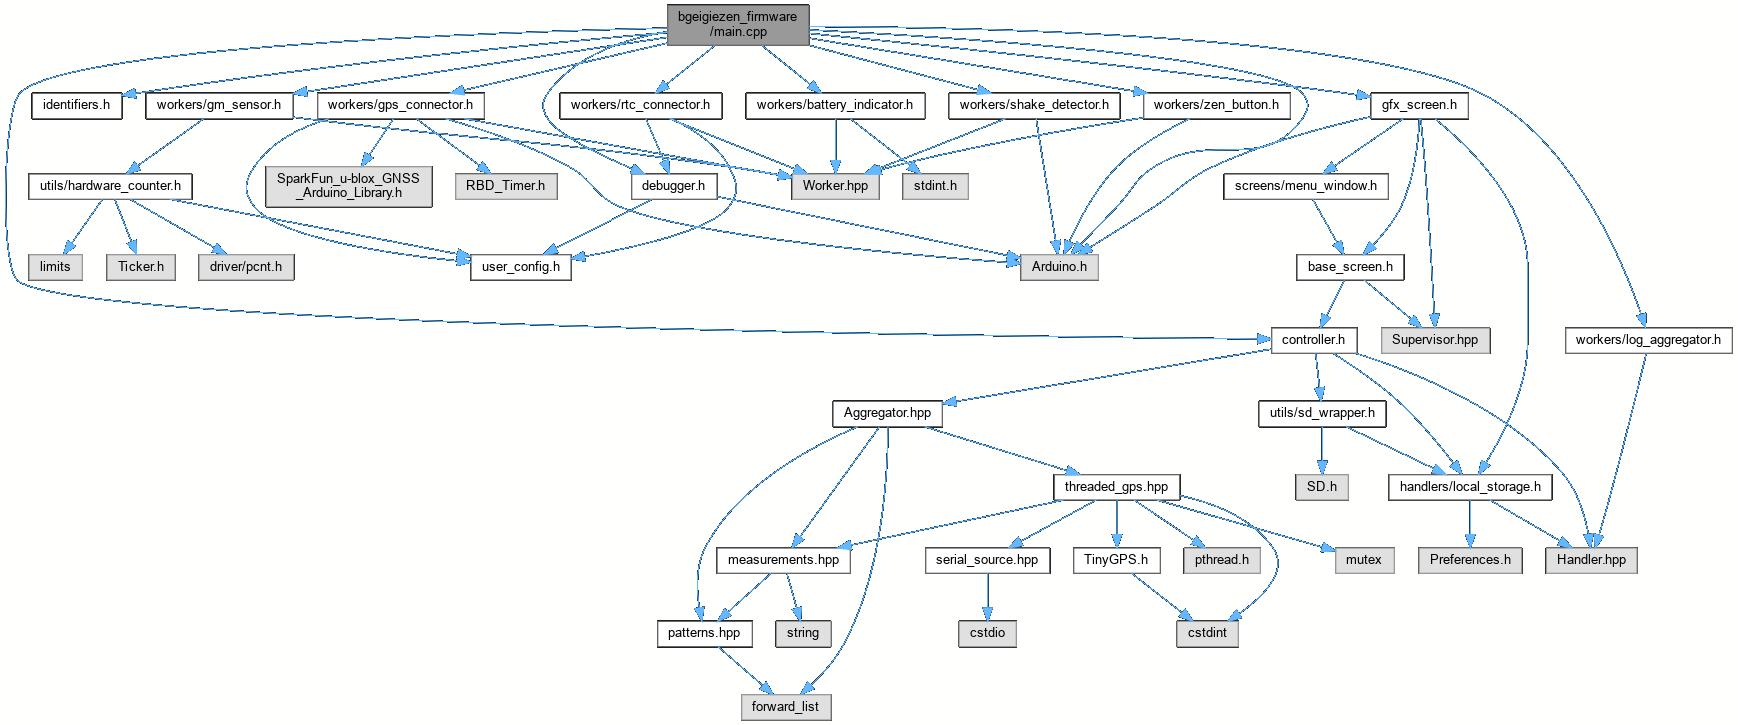 bgeigiezen_firmware
/main.cpp
identifiers.h
workers/gm_sensor.h
workers/gps_connector.h
workers/rtc_connector.h
workers/battery_indicator.h
workers/shake_detector.h
workers/zen_button.h
gfx_screen.h
utils/hardware_counter.h
SparkFun_u-blox_GNSS
_Arduino_Library.h
RBD_Timer.h
debugger.h
Worker.hpp
stdint.h
screens/menu_window.h
limits
Ticker.h
driver/pcnt.h
user_config.h
Arduino.h
base_screen.h
controller.h
Supervisor.hpp
workers/log_aggregator.h
Aggregator.hpp
utils/sd_wrapper.h
threaded_gps.hpp
SD.h
handlers/local_storage.h
measurements.hpp
serial_source.hpp
TinyGPS.h
pthread.h
mutex
Preferences.h
Handler.hpp
patterns.hpp
string
cstdio
cstdint
forward_list